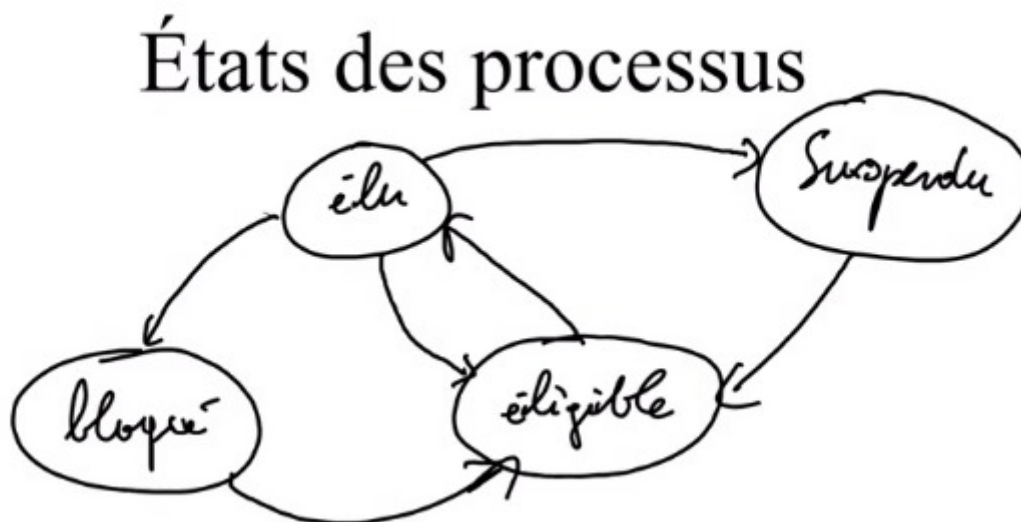 États des processus
élu
Suspendu
bloqué
éligible